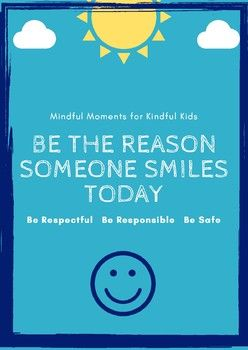 Mindful Moments for Kindful Kids
BE THE REASON
SOMEONE SMILES
TODAY
Be Respectful Be Responsible Be Safe